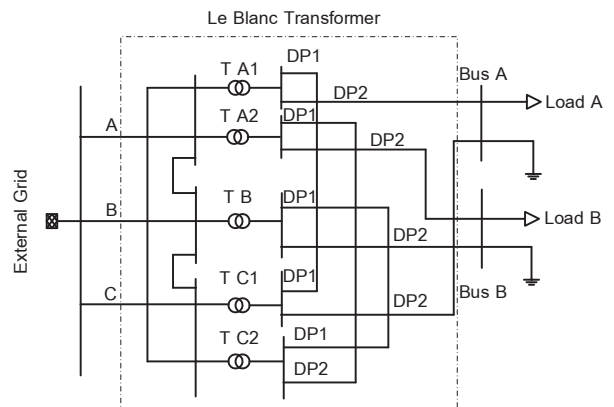 Le Blanc Transformer
T A1
DP1
DP2
Bus A
Load A
A
T A2
DP1
DP2
External Grid
B
T B
DP1
DP2
Load B
C
T C1
DP1
DP2
Bus B
T C2
DP1
DP2